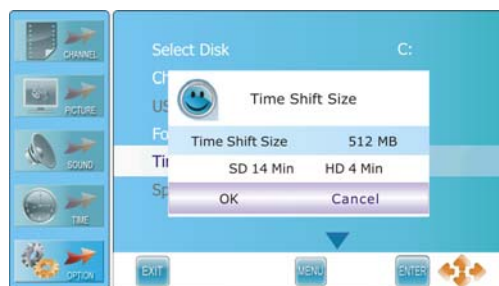 CHANNEL
PICTURE
SOUND
TIME
OPTION
Select Disk C:
Ch
US
Fo
Tir
Sp
Time Shift Size
Time Shift Size 512 MB
SD 14 Min HD 4 Min
OK Cancel
EXIT MENU ENTER